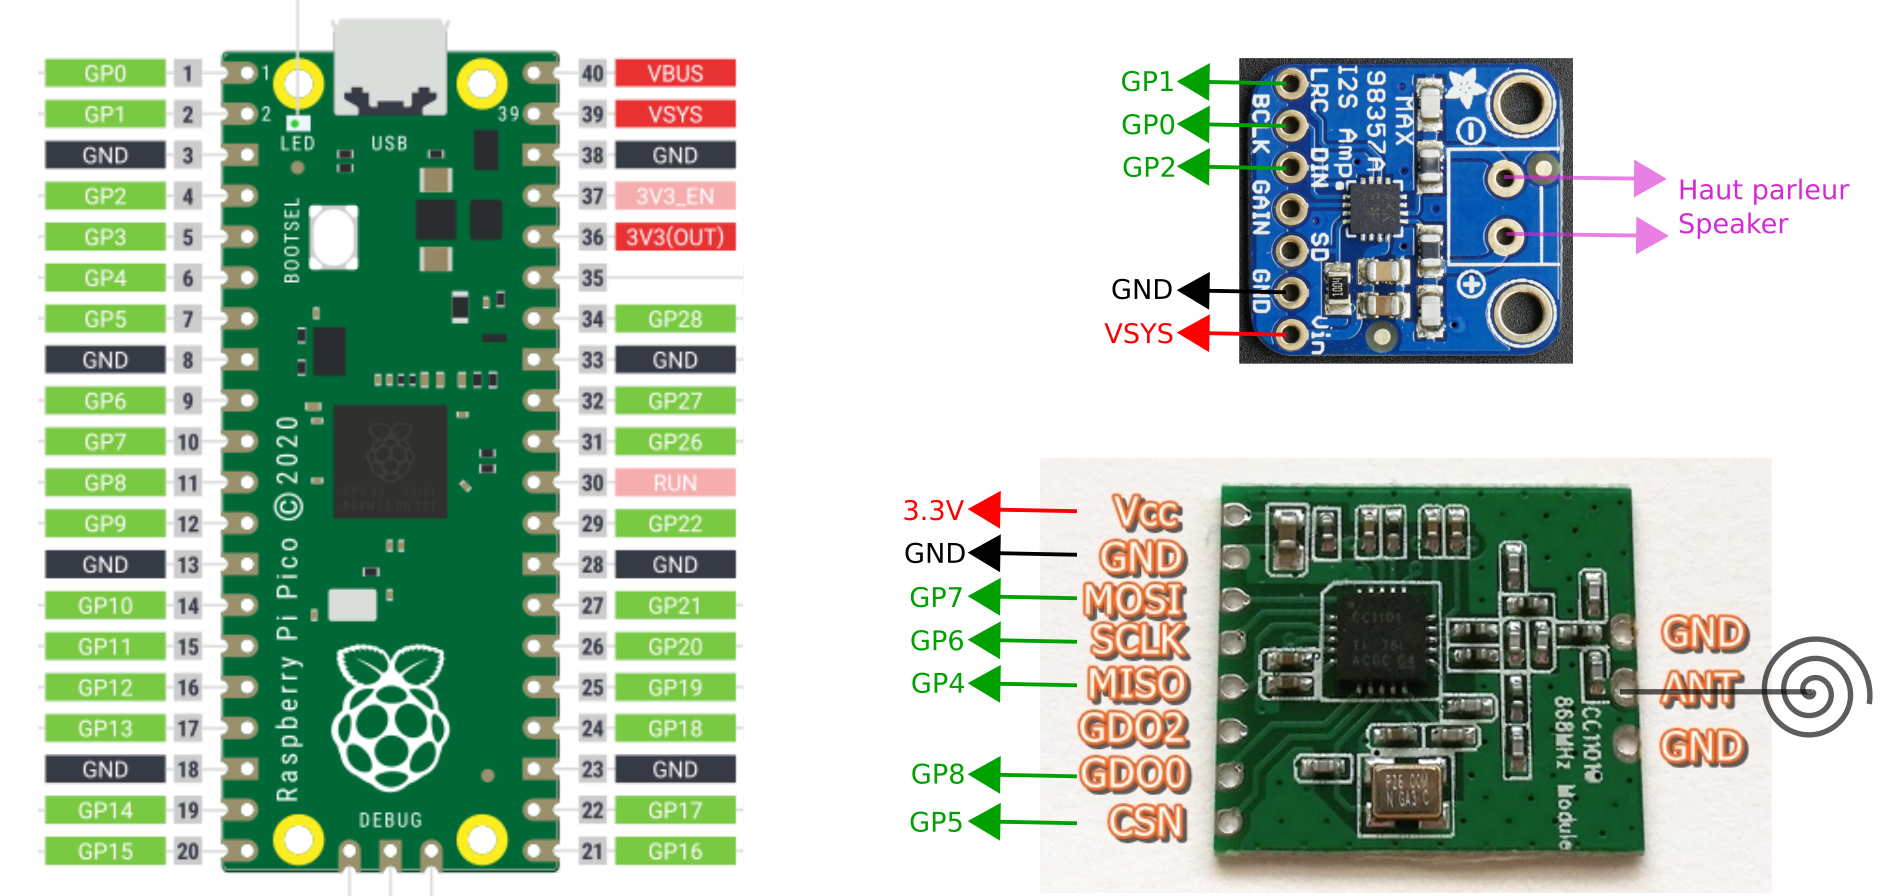 GP0 1
GP1 2
GND 3
GP2 4
GP3 5
GP4 6
GP5 7
GND 8
GP6 9
GP7 10
GP8 11
GP9 12
GND 13
GP10 14
GP11 15
GP12 16
GP13 17
GND 18
GP14 19
GP15 20
1
2
LED
USB
39
BOOTSEL
Raspberry Pi Pico © 2020
DEBUG
40 VBUS
39 VSYS
38 GND
37 3V3_EN
36 3V3(OUT)
35
34 GP28
33 GND
32 GP27
31 GP26
30 RUN
29 GP22
28 GND
27 GP21
26 GP20
25 GP19
24 GP18
23 GND
22 GP17
21 GP16
GP1
GP0
GP2
GND
VSYS
LRC
BCLK
DIN
GAIN
SD
GND
Vin
I2S Amp
98357A
MAX
1004
Haut parleur
Speaker
3.3V
GND
GP7
GP6
GP4
GP8
GP5
Vcc
GND
MOSI
SCLK
MISO
GDO2
GDO0
CSN
CC1101
GND
ANT
GND
CC1101
868MHz Module